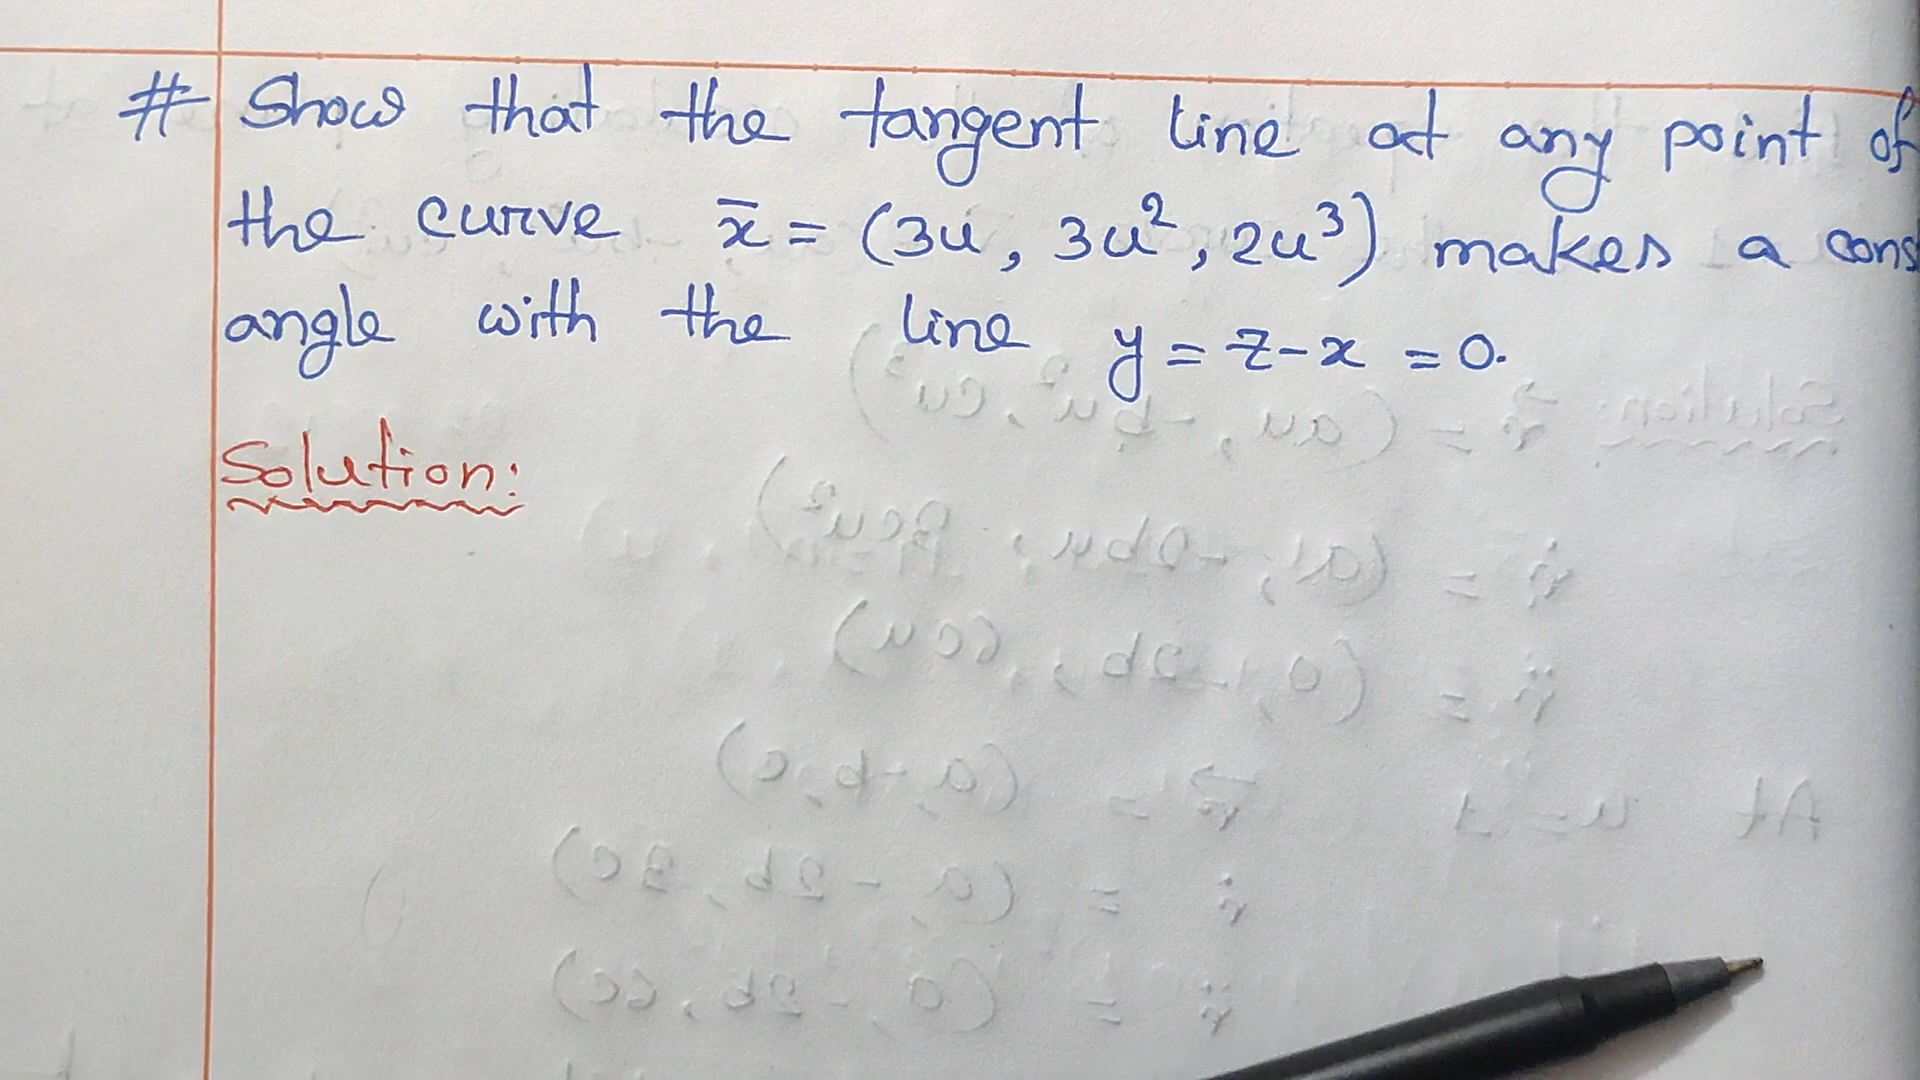 # Show that the tangent line at any point of
the curve x̄ = (3u, 3u², 2u³) makes a cons
angle with the line y = z - x = 0.
Solution: